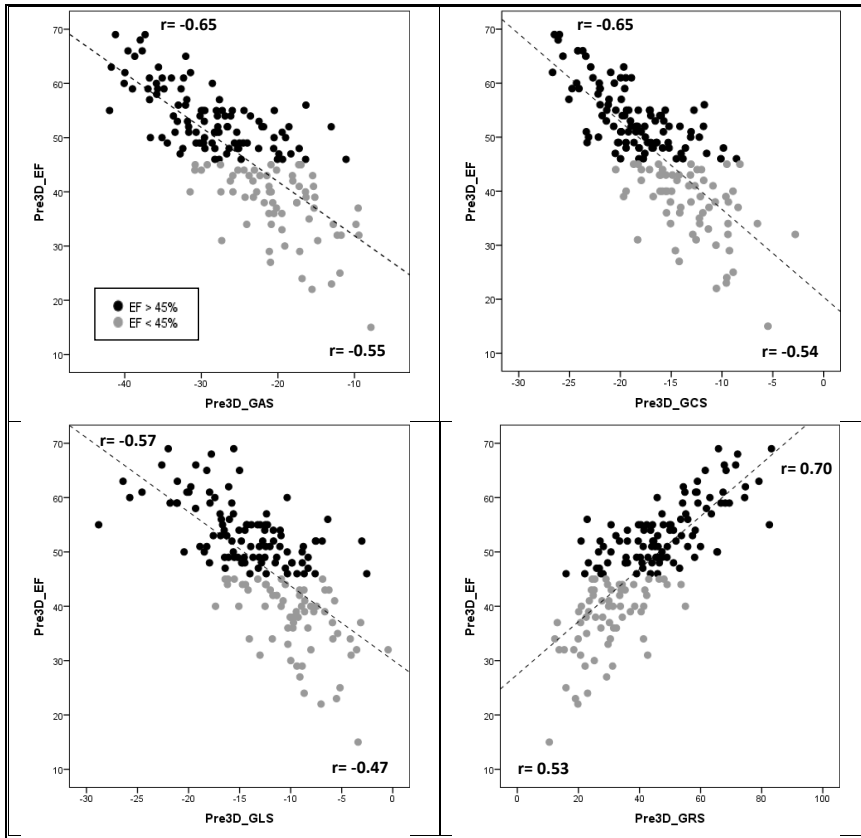 r= -0.65
70
60
50
40
30
20
10
Pre3D_EF
EF > 45%
EF < 45%
r= -0.55
-40
-30
-20
-10
Pre3D_GAS
r= -0.65
70
60
50
40
30
20
10
Pre3D_EF
r= -0.54
-30
-25
-20
-15
-10
-5
0
Pre3D_GCS
r= -0.57
70
60
50
40
30
20
10
Pre3D_EF
r= -0.47
-30
-25
-20
-15
-10
-5
0
Pre3D_GLS
r= 0.70
70
60
50
40
30
20
10
Pre3D_EF
r= 0.53
0
20
40
60
80
100
Pre3D_GRS